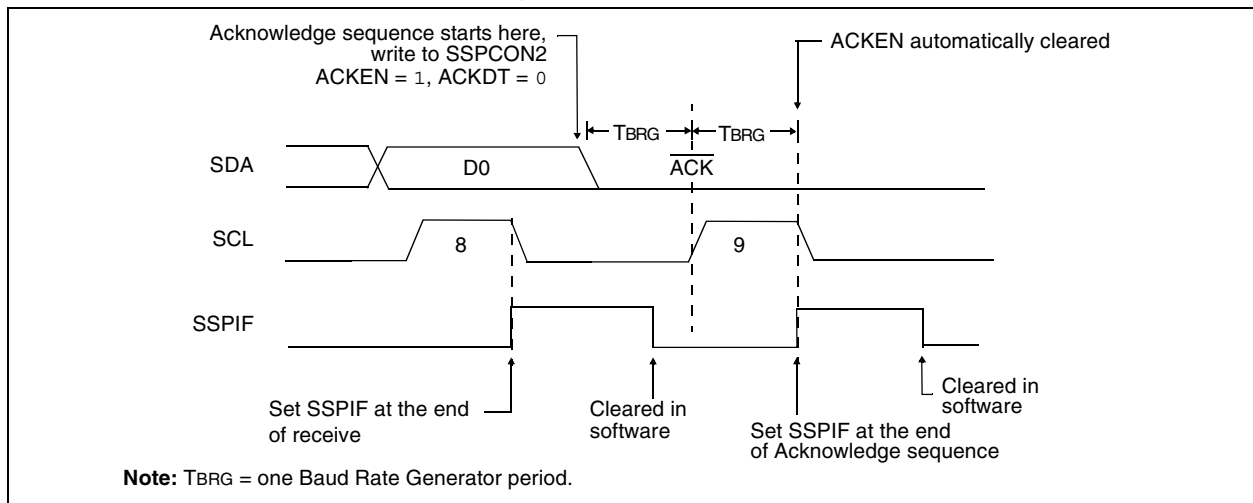 Acknowledge sequence starts here,
write to SSPCON2
ACKEN = 1, ACKDT = 0
ACKEN automatically cleared
TBRG
TBRG
SDA
D0
ACK
SCL
8
9
SSPIF
Set SSPIF at the end
of receive
Cleared in
software
Set SSPIF at the end
of Acknowledge sequence
Cleared in
software
Note: TBRG = one Baud Rate Generator period.